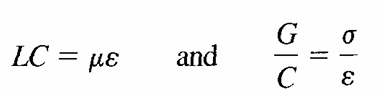 LC = με and G/C = σ/ε